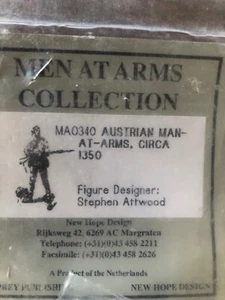 MEN AT ARMS
COLLECTION
MA0340 AUSTRIAN MAN-
AT-ARMS, CIRCA
1350
Figure Designer:
Stephen Attwood
New Hope Design
Rijksweg 42, 6269 AC Margraten
Telephone: (+31)(0)43 458 2211
Facsimile: (+31)(0)43 458 2626
A Product of the Netherlands
PREY PUBLISHI
NEW HOPE DESIGN